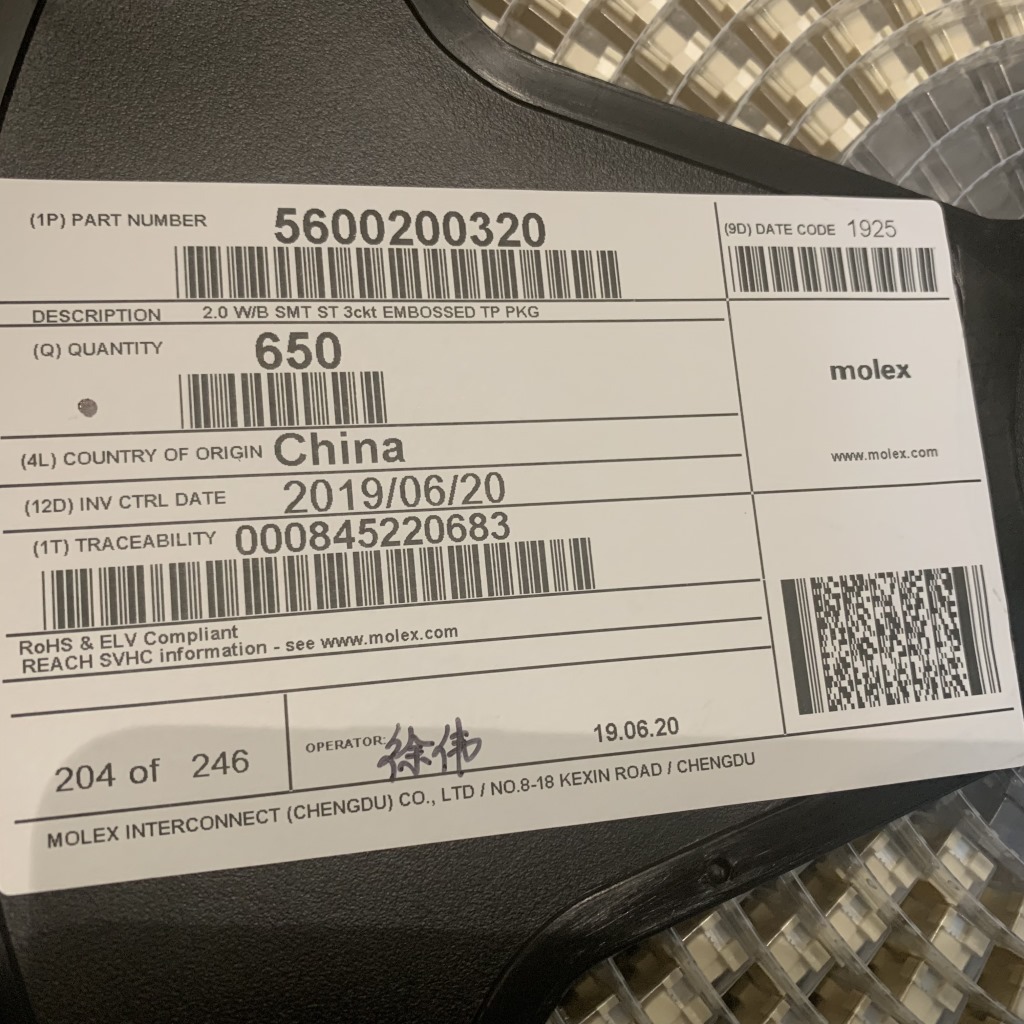 (1P) PART NUMBER 5600200320
(9D) DATE CODE 1925
DESCRIPTION 2.0 W/B SMT ST 3ckt EMBOSSED TP PKG
(Q) QUANTITY 650
molex
www.molex.com
(4L) COUNTRY OF ORIGIN China
(12D) INV CTRL DATE 2019/06/20
(1T) TRACEABILITY 000845220683
RoHS & ELV Compliant
REACH SVHC information - see www.molex.com
204 of 246
OPERATOR: 徐伟
19.06.20
MOLEX INTERCONNECT (CHENGDU) CO., LTD / NO.8-18 KEXIN ROAD / CHENGDU